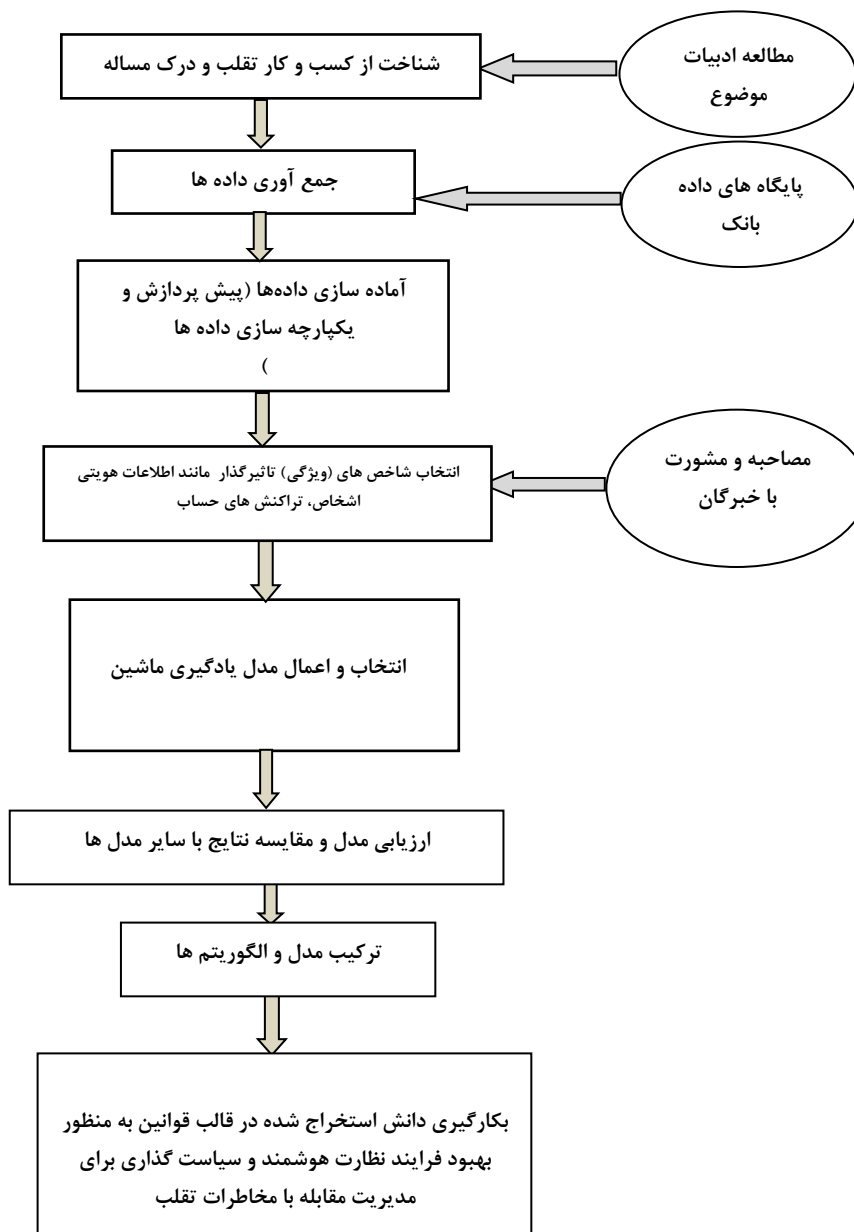 شناخت از کسب و کار تقلب و درک مساله
مطالعه ادبیات
موضوع
جمع آوری داده ها
پایگاه های داده
بانک
آماده سازی داده‌ها (پیش پردازش و
یکپارچه سازی داده ها
)
انتخاب شاخص های (ویژگی) تاثیرگذار مانند اطلاعات هویتی
اشخاص، تراکنش های حساب
مصاحبه و مشورت
با خبرگان
انتخاب و اعمال مدل یادگیری ماشین
ارزیابی مدل و مقایسه نتایج با سایر مدل ها
ترکیب مدل و الگوریتم ها
بکارگیری دانش استخراج شده در قالب قوانین به منظور
بهبود فرایند نظارت هوشمند و سیاست گذاری برای
مدیریت مقابله با مخاطرات تقلب